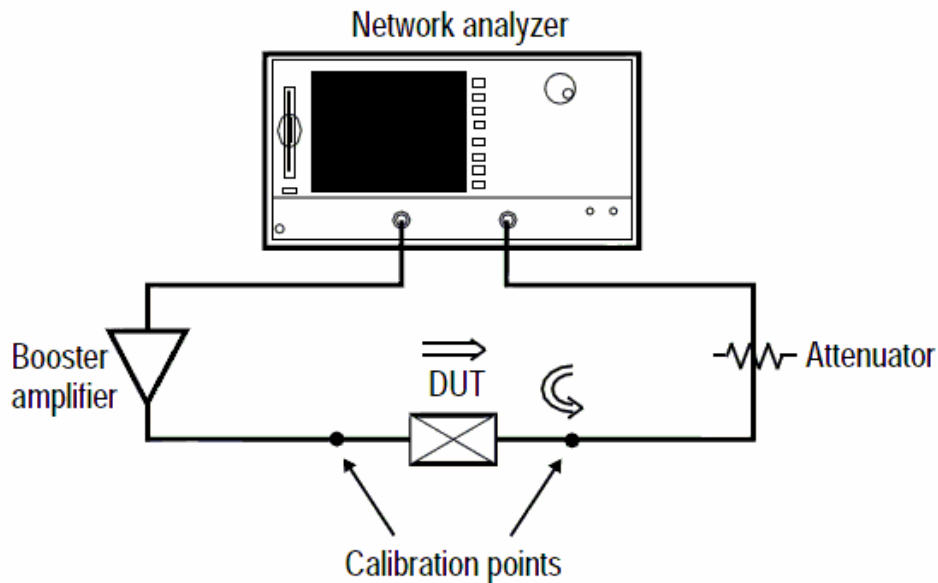 Network analyzer
Booster
amplifier
DUT
Attenuator
Calibration points